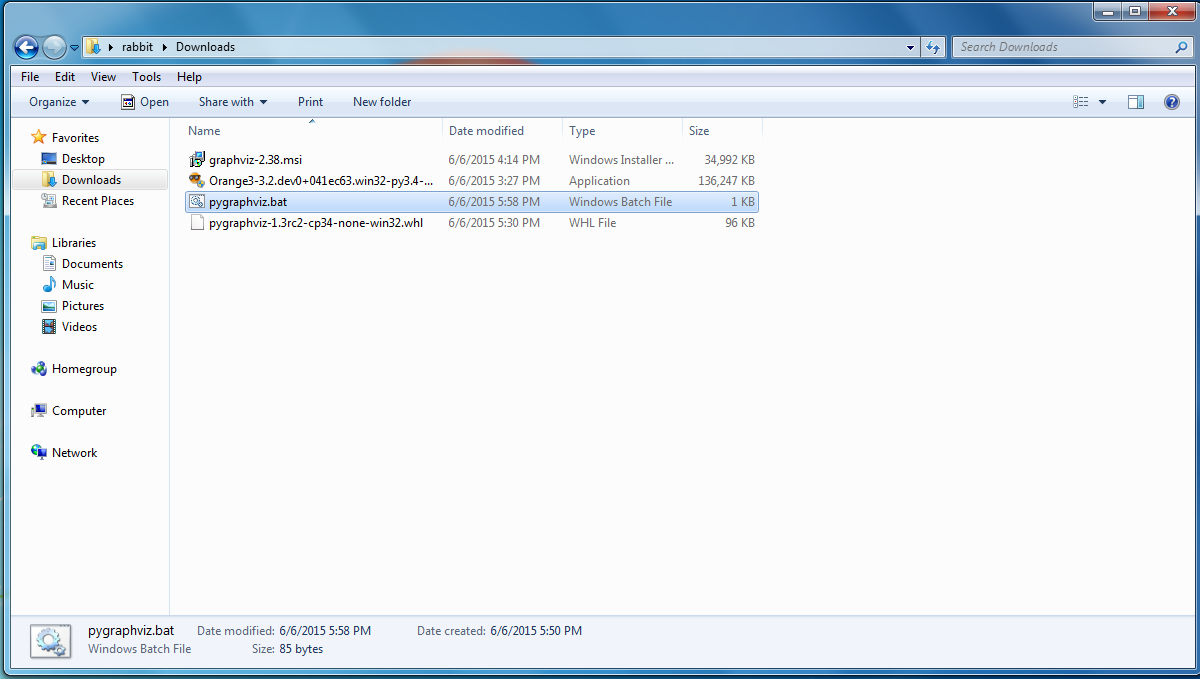 rabbit Downloads
Search Downloads
File Edit View Tools Help
Organize Open Share with Print New folder
Name Date modified Type Size
Favorites
Desktop
Downloads
Recent Places
Libraries
Documents
Music
Pictures
Videos
Homegroup
Computer
Network
graphviz-2.38.msi 6/6/2015 4:14 PM Windows Installer ... 34,992 KB
Orange3-3.2.dev0+041ec63.win32-py3.4-... 6/6/2015 3:27 PM Application 136,247 KB
pygraphviz.bat 6/6/2015 5:58 PM Windows Batch File 1 KB
pygraphviz-1.3rc2-cp34-none-win32.whl 6/6/2015 5:30 PM WHL File 96 KB
pygraphviz.bat Date modified: 6/6/2015 5:58 PM Date created: 6/6/2015 5:50 PM
Windows Batch File Size: 85 bytes